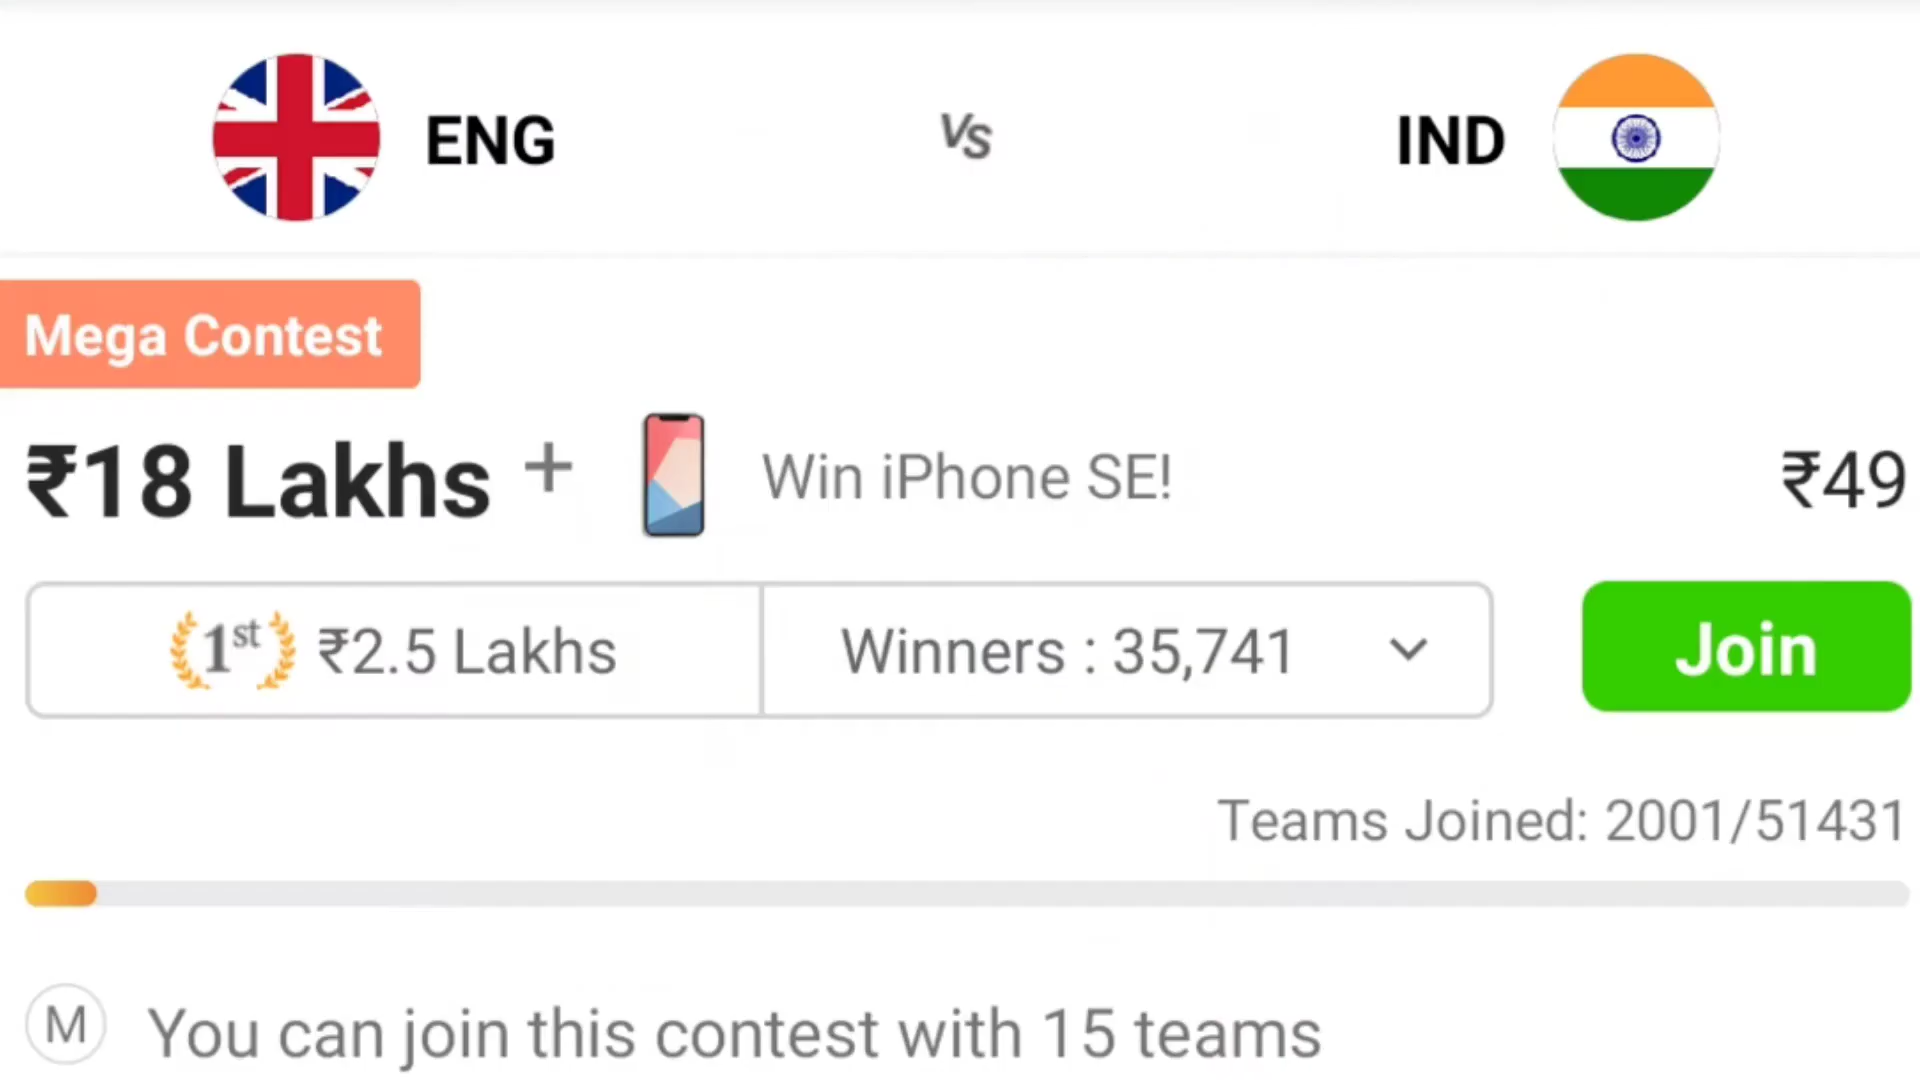 ENG
VS
IND
Mega Contest
₹18 Lakhs + Win iPhone SE!
₹49
1st ₹2.5 Lakhs
Winners : 35,741
Join
Teams Joined: 2001/51431
M You can join this contest with 15 teams